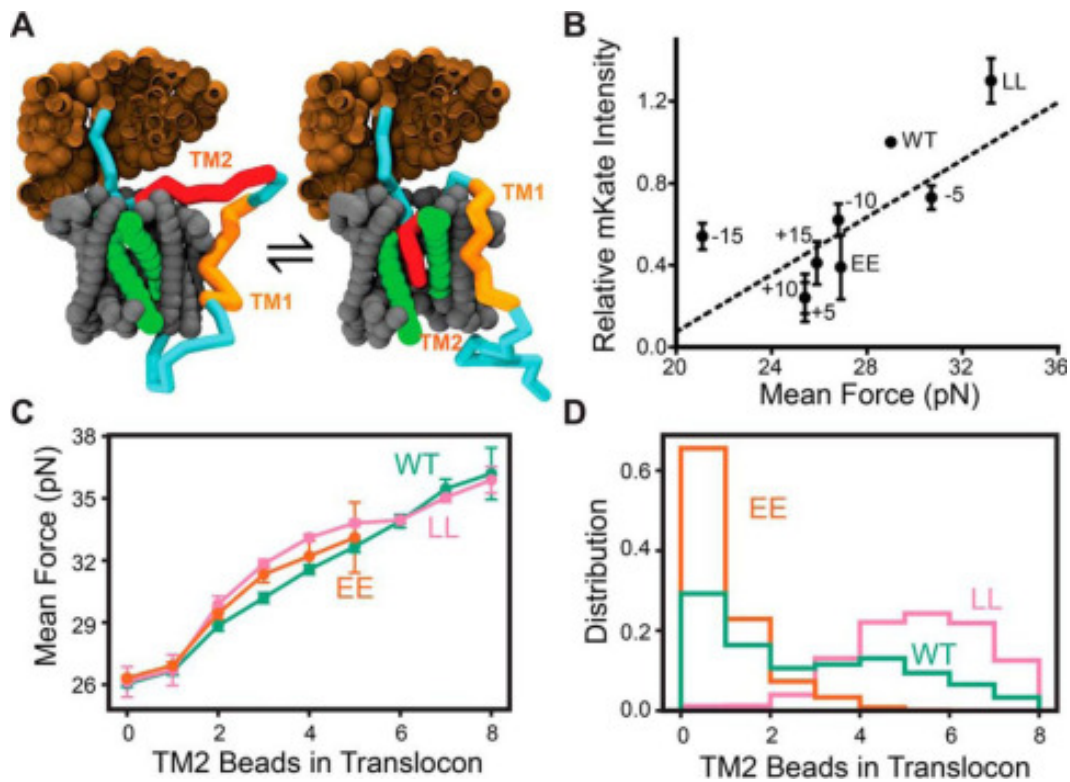 A
TM2
TM1
TM1
TM2
B
Relative mKate Intensity
1.2
0.8
0.4
0.0
LL
WT
-5
-10
-15
+15
EE
+10
+5
20 24 28 32 36
Mean Force (pN)
C
Mean Force (pN)
38
35
32
29
26
WT
LL
EE
0 2 4 6 8
TM2 Beads in Translocon
D
Distribution
0.6
0.4
0.2
0.0
EE
LL
WT
0 2 4 6 8
TM2 Beads in Translocon